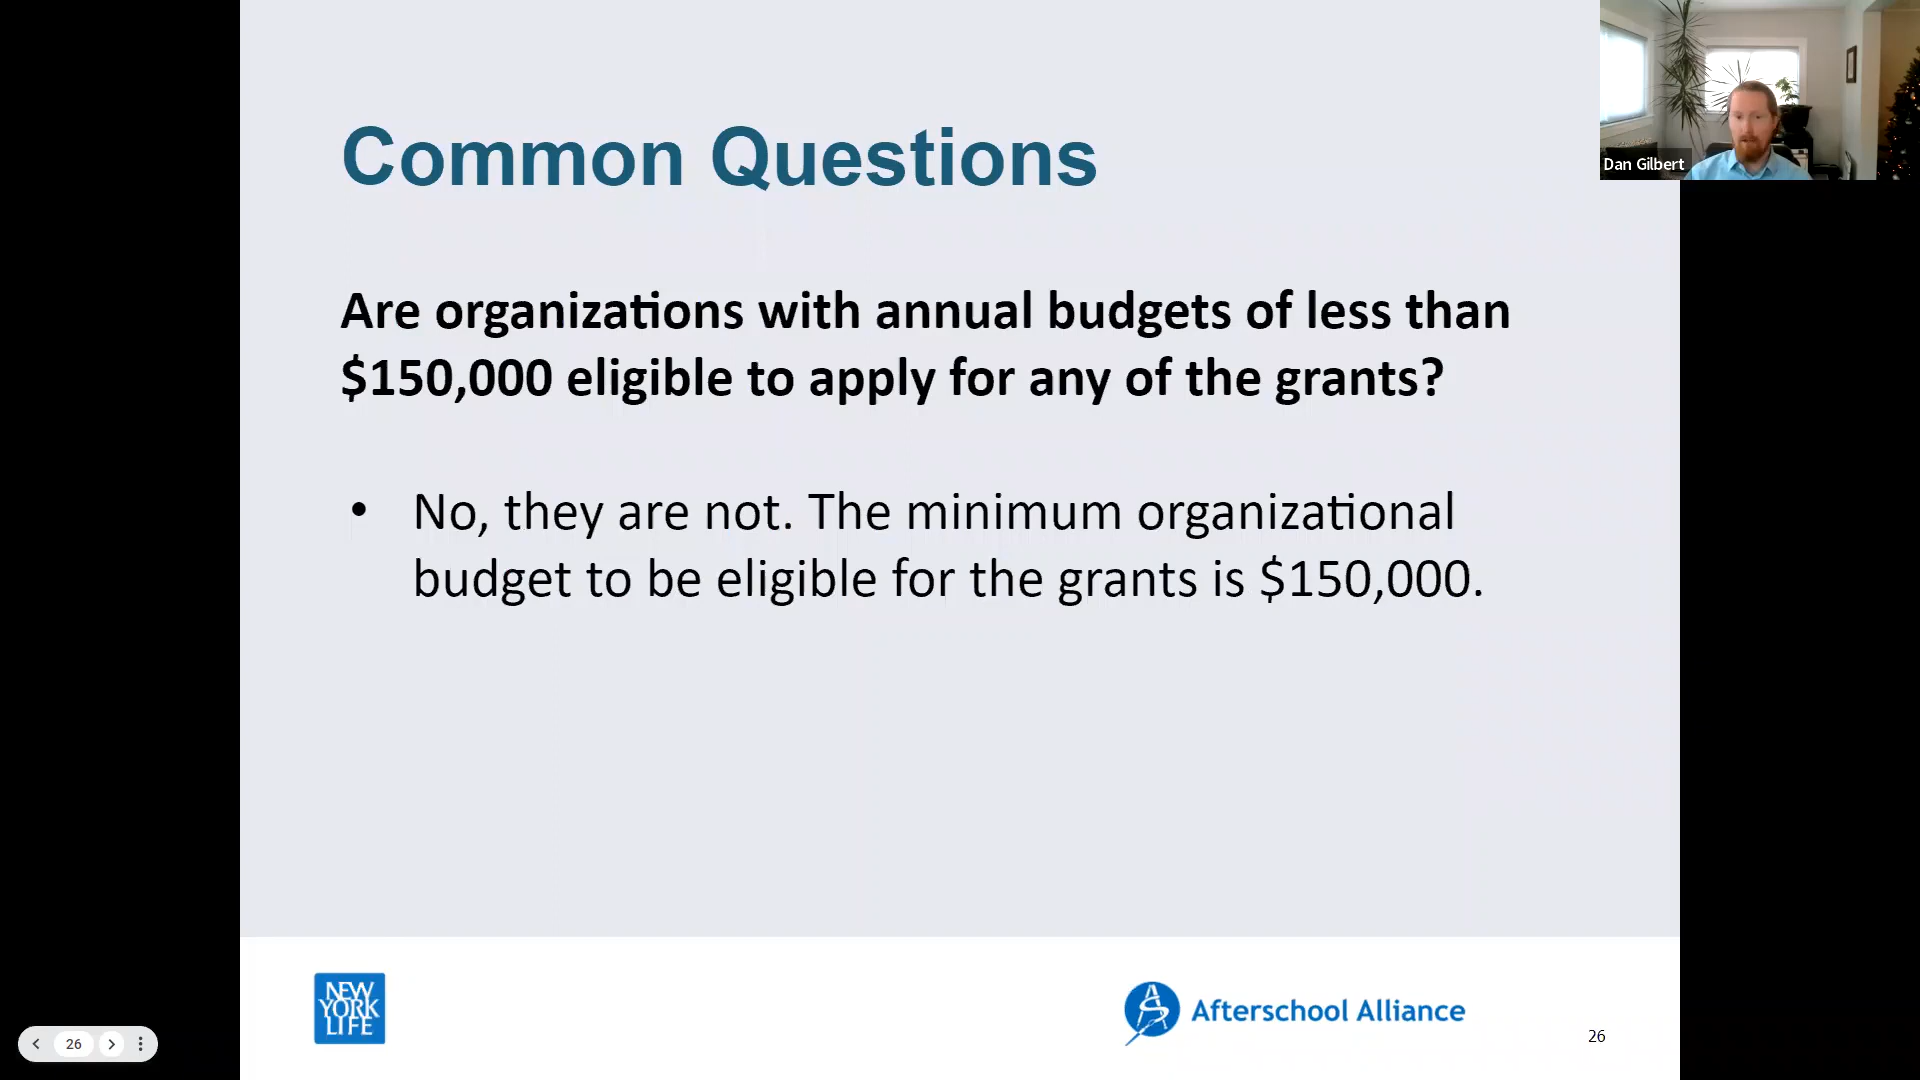 Common Questions
Dan Gilbert
Are organizations with annual budgets of less than
$150,000 eligible to apply for any of the grants?
• No, they are not. The minimum organizational
budget to be eligible for the grants is $150,000.
NEW
YORK
LIFE
Afterschool Alliance
26
26